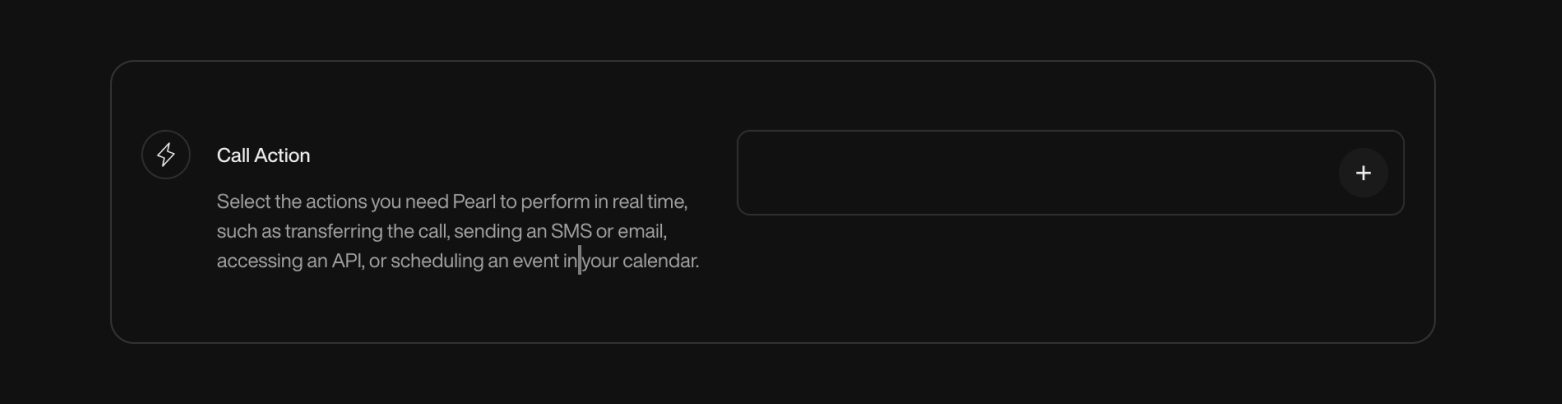 Call Action
Select the actions you need Pearl to perform in real time,
such as transferring the call, sending an SMS or email,
accessing an API, or scheduling an event in your calendar.